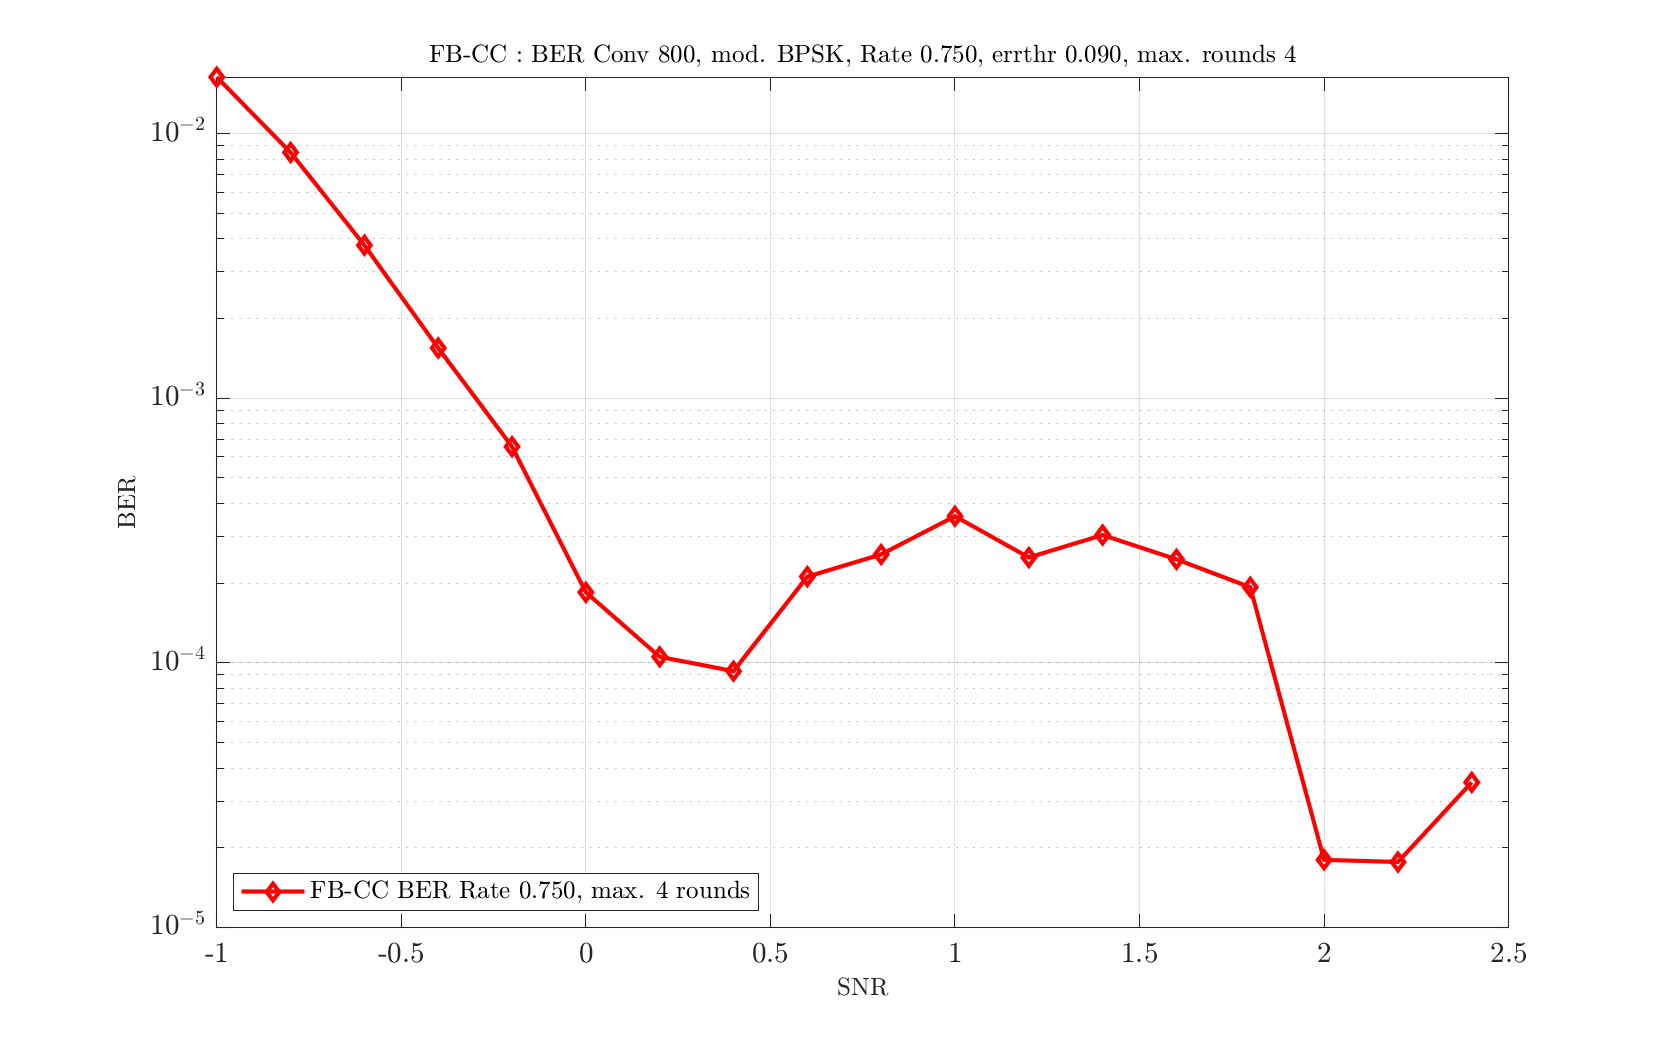 FB-CC : BER Conv 800, mod. BPSK, Rate 0.750, errthr 0.090, max. rounds 4
10⁻²
10⁻³
10⁻⁴
10⁻⁵
BER
FB-CC BER Rate 0.750, max. 4 rounds
-1 -0.5 0 0.5 1 1.5 2 2.5
SNR